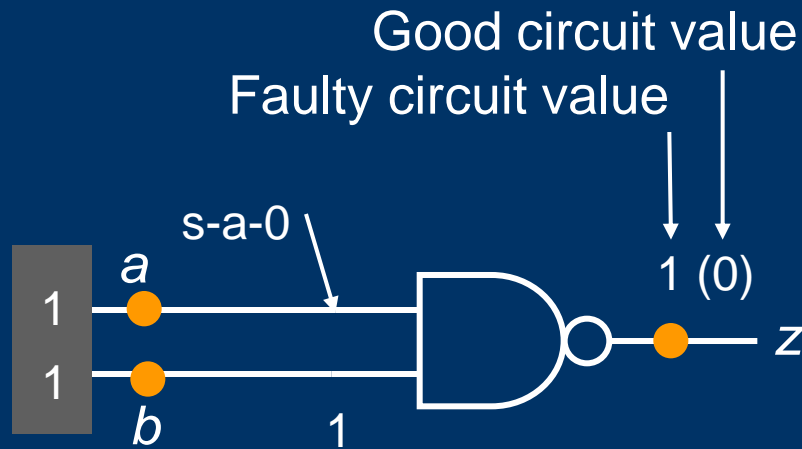 Good circuit value
Faulty circuit value
s-a-0
a
1
1 (0)
z
1
b
1